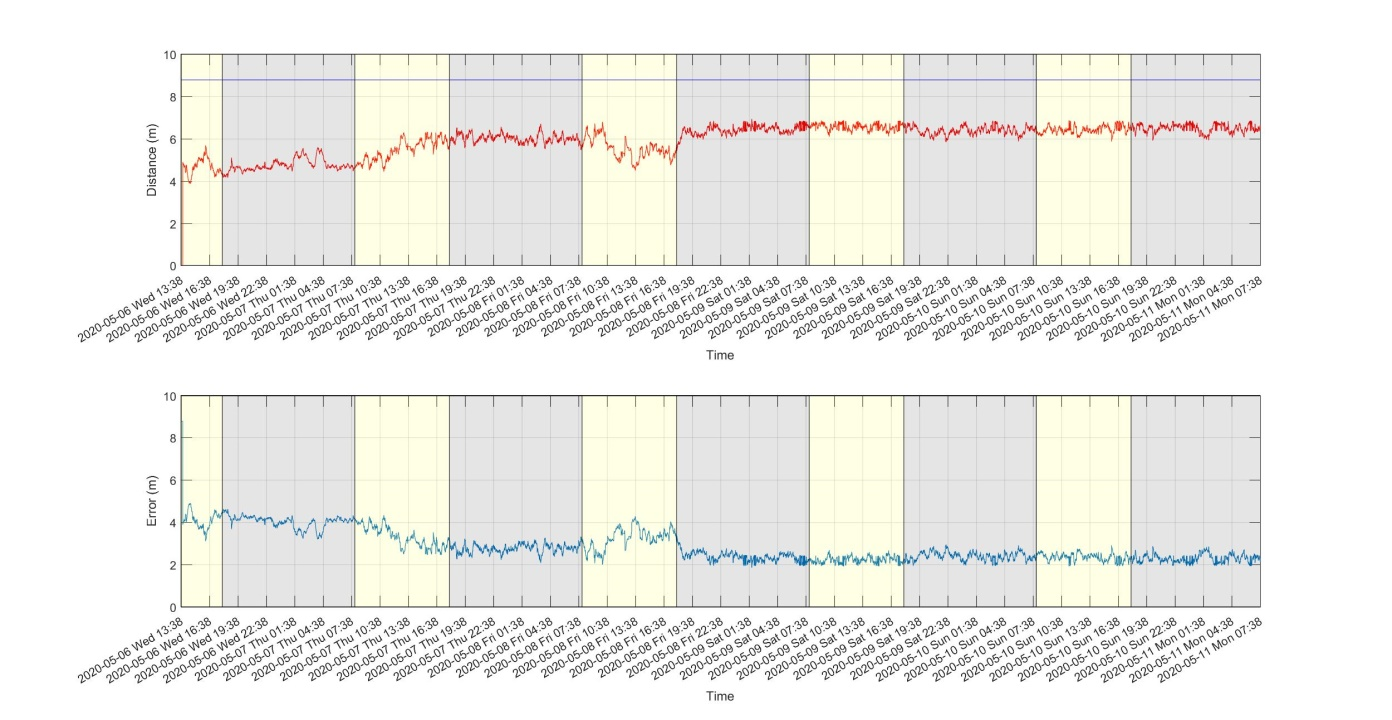 10
8
6
4
2
0
Distance (m)
2020-05-06 Wed 13:38
2020-05-06 Wed 16:38
2020-05-06 Wed 19:38
2020-05-06 Wed 22:38
2020-05-07 Thu 01:38
2020-05-07 Thu 04:38
2020-05-07 Thu 07:38
2020-05-07 Thu 10:38
2020-05-07 Thu 13:38
2020-05-07 Thu 16:38
2020-05-07 Thu 19:38
2020-05-07 Thu 22:38
2020-05-08 Fri 01:38
2020-05-08 Fri 04:38
2020-05-08 Fri 07:38
2020-05-08 Fri 10:38
2020-05-08 Fri 13:38
2020-05-08 Fri 16:38
2020-05-08 Fri 19:38
2020-05-08 Fri 22:38
2020-05-09 Sat 01:38
2020-05-09 Sat 04:38
2020-05-09 Sat 07:38
2020-05-09 Sat 10:38
2020-05-09 Sat 13:38
2020-05-09 Sat 16:38
2020-05-09 Sat 19:38
2020-05-09 Sat 22:38
2020-05-10 Sun 01:38
2020-05-10 Sun 04:38
2020-05-10 Sun 07:38
2020-05-10 Sun 10:38
2020-05-10 Sun 13:38
2020-05-10 Sun 16:38
2020-05-10 Sun 19:38
2020-05-10 Sun 22:38
2020-05-11 Mon 01:38
2020-05-11 Mon 04:38
2020-05-11 Mon 07:38
Time
10
8
6
4
2
0
Error (m)
2020-05-06 Wed 13:38
2020-05-06 Wed 16:38
2020-05-06 Wed 19:38
2020-05-06 Wed 22:38
2020-05-07 Thu 01:38
2020-05-07 Thu 04:38
2020-05-07 Thu 07:38
2020-05-07 Thu 10:38
2020-05-07 Thu 13:38
2020-05-07 Thu 16:38
2020-05-07 Thu 19:38
2020-05-07 Thu 22:38
2020-05-08 Fri 01:38
2020-05-08 Fri 04:38
2020-05-08 Fri 07:38
2020-05-08 Fri 10:38
2020-05-08 Fri 13:38
2020-05-08 Fri 16:38
2020-05-08 Fri 19:38
2020-05-08 Fri 22:38
2020-05-09 Sat 01:38
2020-05-09 Sat 04:38
2020-05-09 Sat 07:38
2020-05-09 Sat 10:38
2020-05-09 Sat 13:38
2020-05-09 Sat 16:38
2020-05-09 Sat 19:38
2020-05-09 Sat 22:38
2020-05-10 Sun 01:38
2020-05-10 Sun 04:38
2020-05-10 Sun 07:38
2020-05-10 Sun 10:38
2020-05-10 Sun 13:38
2020-05-10 Sun 16:38
2020-05-10 Sun 19:38
2020-05-10 Sun 22:38
2020-05-11 Mon 01:38
2020-05-11 Mon 04:38
2020-05-11 Mon 07:38
Time